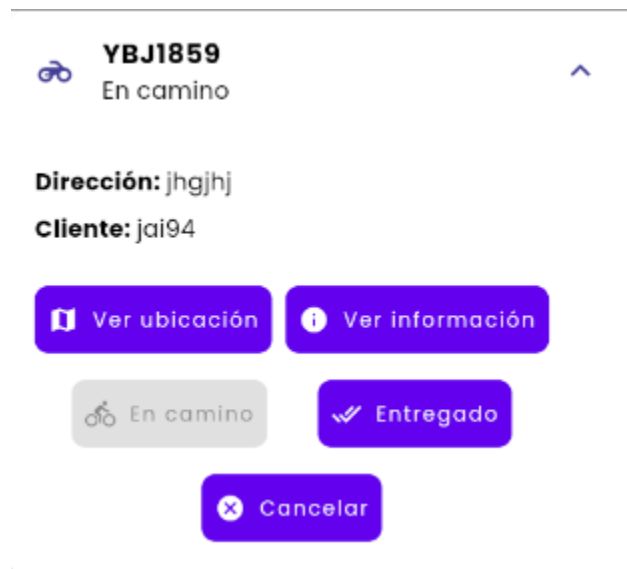 YBJ1859
En camino
Dirección: jhgjhj
Cliente: jai94
Ver ubicación
Ver información
En camino
Entregado
Cancelar